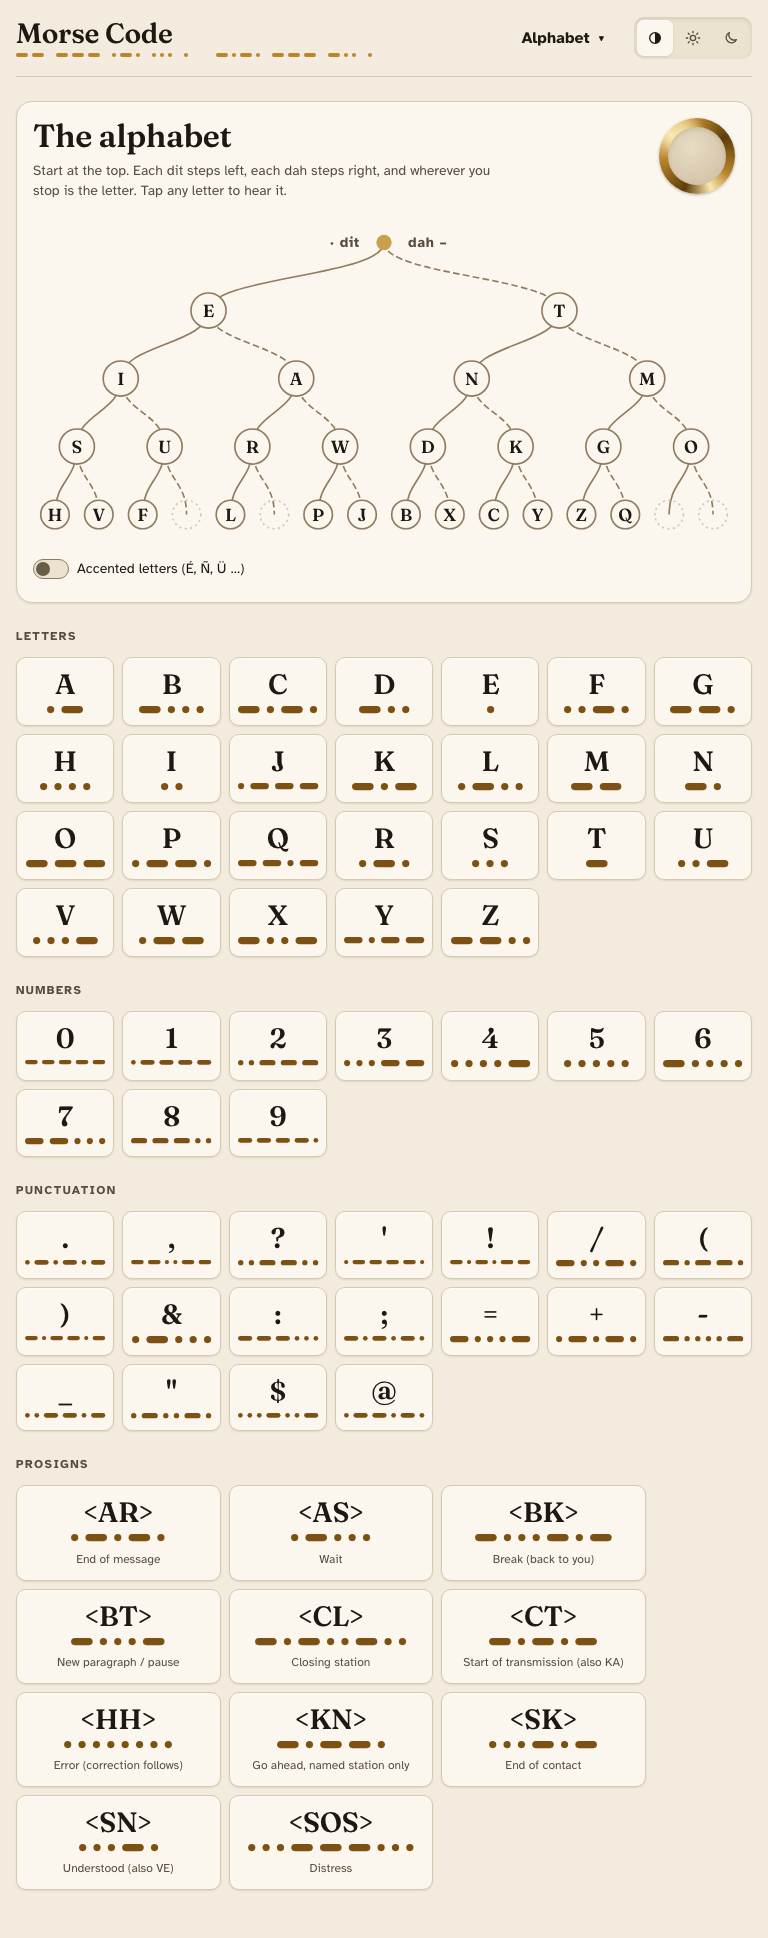 Morse Code
Alphabet ▾
The alphabet
Start at the top. Each dit steps left, each dah steps right, and wherever you
stop is the letter. Tap any letter to hear it.
· dit dah –
E T
I A N M
S U R W D K G O
H V F L P J B X C Y Z Q
Accented letters (É, Ñ, Ü ...)
LETTERS
A B C D E F G
H I J K L M N
O P Q R S T U
V W X Y Z
NUMBERS
0 1 2 3 4 5 6
7 8 9
PUNCTUATION
. , ? ' ! / (
) & : ; = + -
_ " $ @
PROSIGNS
<AR> <AS> <BK>
End of message Wait Break (back to you)
<BT> <CL> <CT>
New paragraph / pause Closing station Start of transmission (also KA)
<HH> <KN> <SK>
Error (correction follows) Go ahead, named station only End of contact
<SN> <SOS>
Understood (also VE) Distress